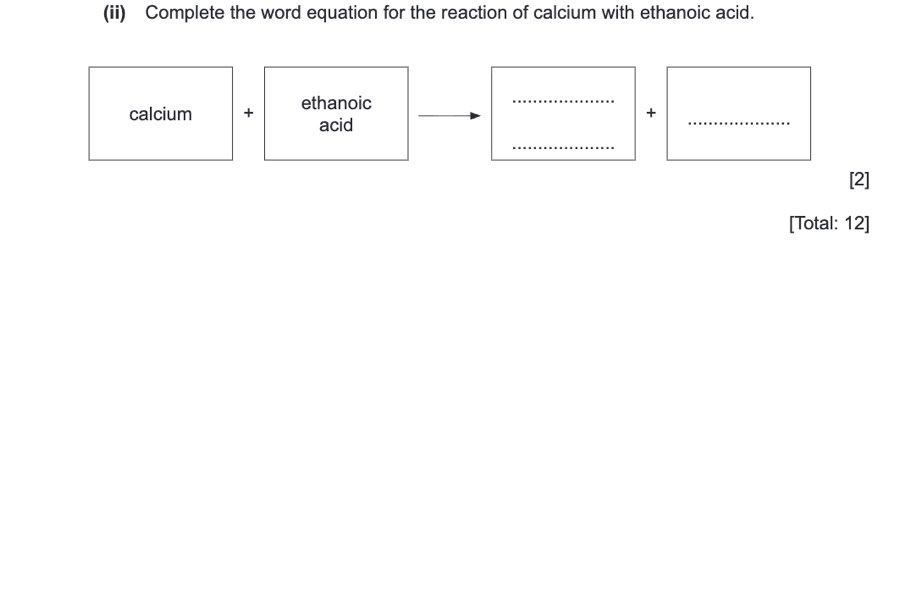 (ii) Complete the word equation for the reaction of calcium with ethanoic acid.
calcium + ethanoic acid → .................... .................... + ....................
[2]
[Total: 12]